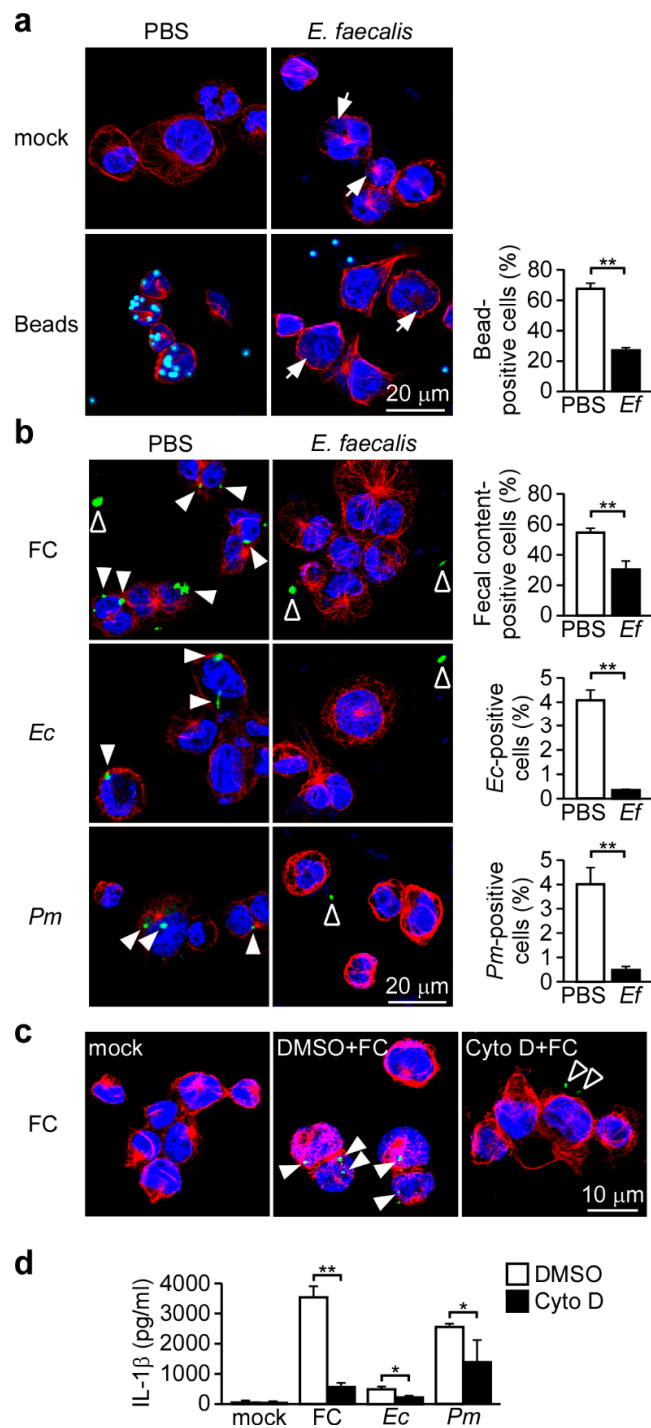 a
PBS
E. faecalis
mock
Beads
20 μm
Bead-
positive cells (%)
80
60
40
20
0
**
PBS
Ef
b
PBS
E. faecalis
FC
Fecal content-
positive cells (%)
80
60
40
20
0
**
PBS
Ef
Ec
Ec-positive
cells (%)
5
4
3
2
1
0
**
PBS
Ef
Pm
20 μm
Pm-positive
cells (%)
5
4
3
2
1
0
**
PBS
Ef
c
FC
mock
DMSO+FC
Cyto D+FC
10 μm
d
IL-1β (pg/ml)
4000
3000
2000
1000
0
**
*
*
mock
FC
Ec
Pm
DMSO
Cyto D